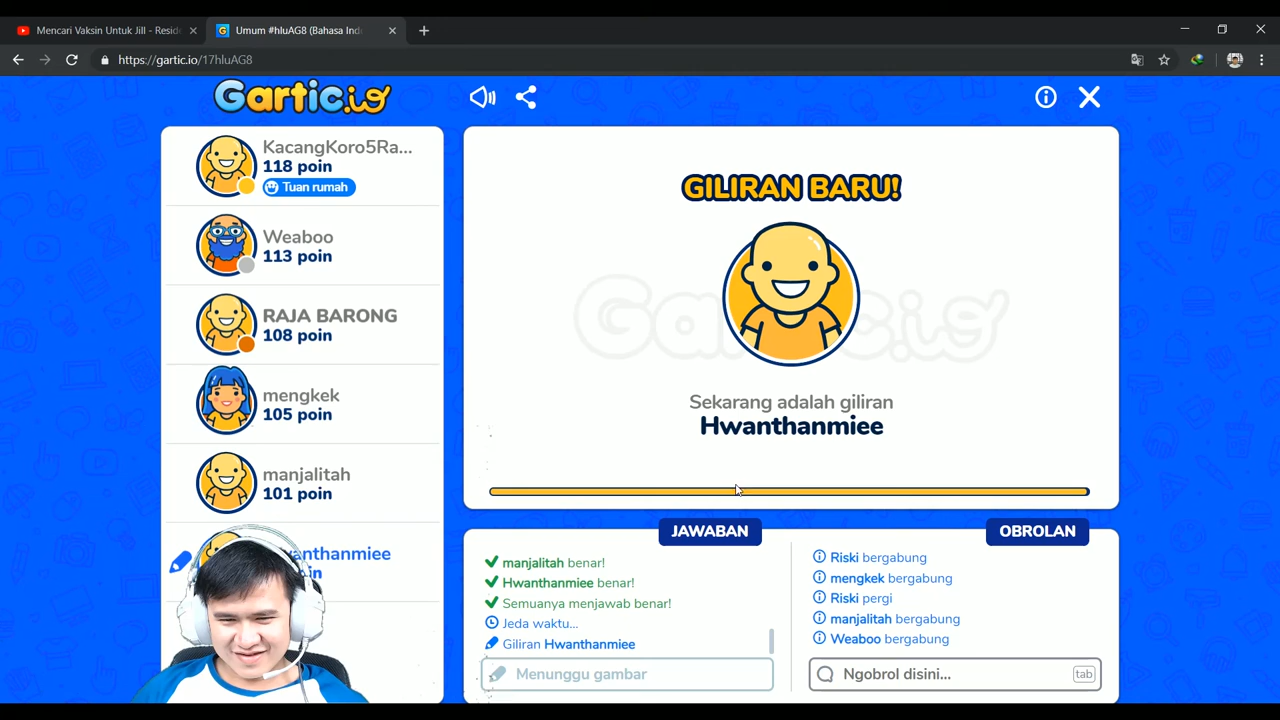 Mencari Vaksin Untuk Jill - Resid
Umum #hluAG8 (Bahasa Ind
https://gartic.io/17hluAG8
Gartic.io
KacangKoro5Ra...
118 poin
Tuan rumah
Weaboo
113 poin
RAJA BARONG
108 poin
mengkek
105 poin
manjalitah
101 poin
GILIRAN BARU!
Sekarang adalah giliran
Hwanthanmiee
JAWABAN
manjalitah benar!
Hwanthanmiee benar!
Semuanya menjawab benar!
Jeda waktu...
Giliran Hwanthanmiee
Menunggu gambar
OBROLAN
Riski bergabung
mengkek bergabung
Riski pergi
manjalitah bergabung
Weaboo bergabung
Ngobrol disini...
tab